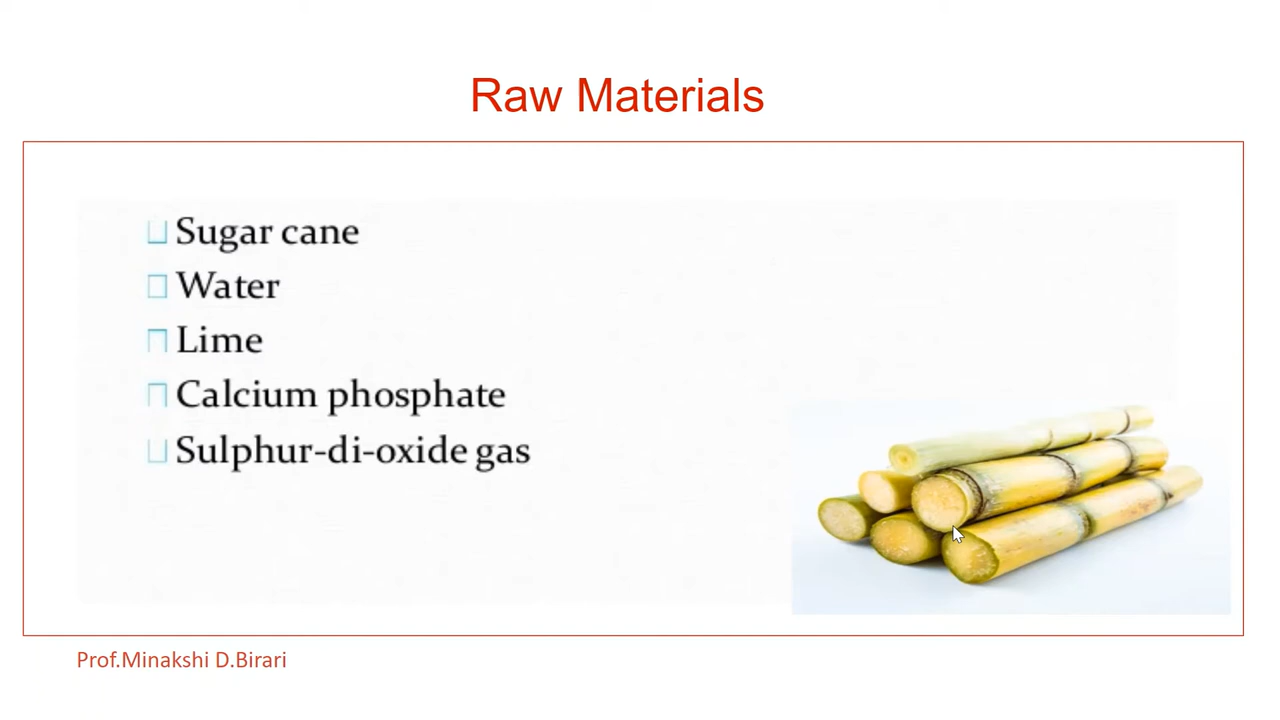 Raw Materials
Sugar cane
Water
Lime
Calcium phosphate
Sulphur-di-oxide gas
Prof.Minakshi D.Birari